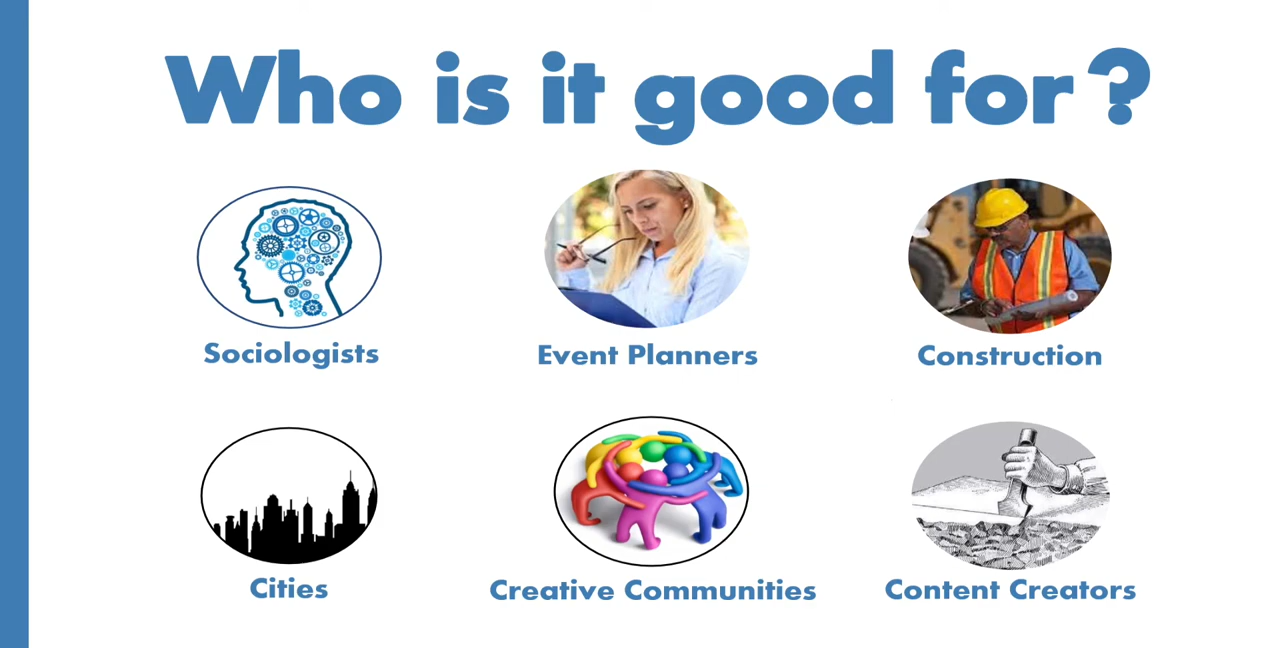 Who is it good for?
Sociologists
Event Planners
Construction
Cities
Creative Communities
Content Creators